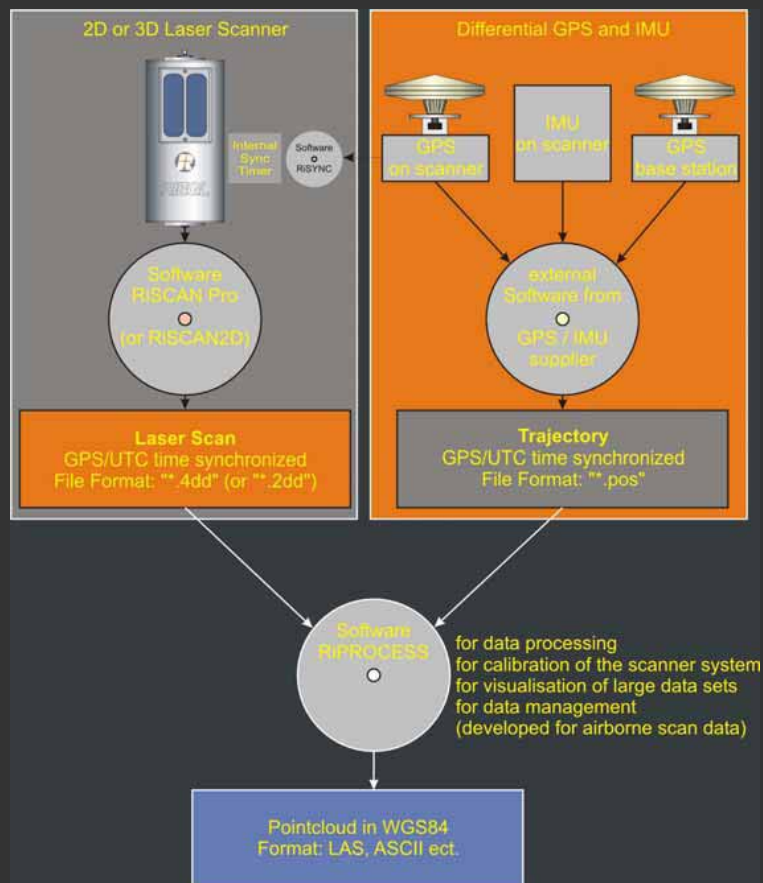 2D or 3D Laser Scanner
Internal
Sync
Timer
Software
RiSYNC
RIEGL
Software
RiSCAN Pro
(or RiSCAN2D)
Laser Scan
GPS/UTC time synchronized
File Format: "*.4dd" (or "*.2dd")
Differential GPS and IMU
GPS
on scanner
IMU
on scanner
GPS
base station
external
Software from
GPS / IMU
supplier
Trajectory
GPS/UTC time synchronized
File Format: "*.pos"
Software
RiPROCESS
for data processing
for calibration of the scanner system
for visualisation of large data sets
for data management
(developed for airborne scan data)
Pointcloud in WGS84
Format: LAS, ASCII ect.